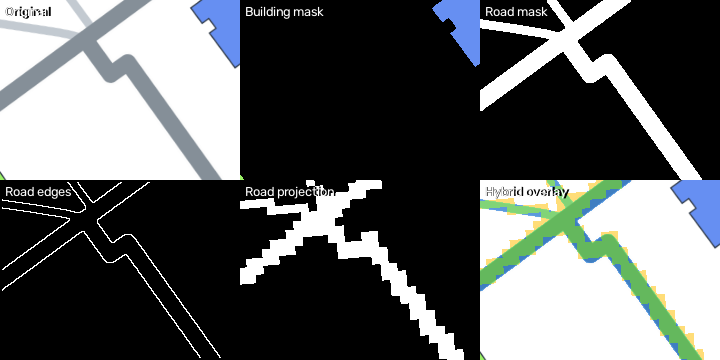 Original
Building mask
Road mask
Road edges
Road projection
Hybrid overlay